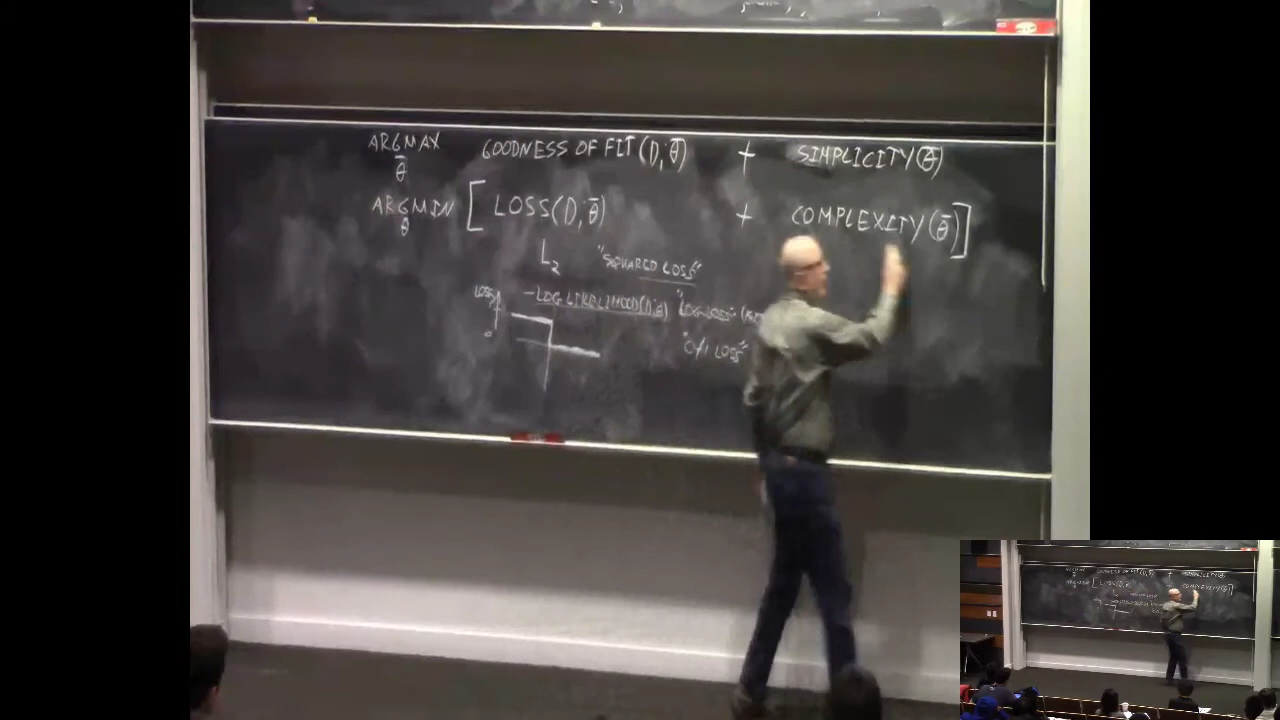 ARGMAX GOODNESS OF FIT(D;θ̄) + SIMPLICITY(θ̄)
θ̄
ARGMIN [ LOSS(D;θ̄) + COMPLEXITY(θ̄) ]
θ̄
L₂ "SQUARED LOSS"
LOSS - LOG LIKELIHOOD(D;θ̄) "LOG-LOSS"
0 "0/1 LOSS"